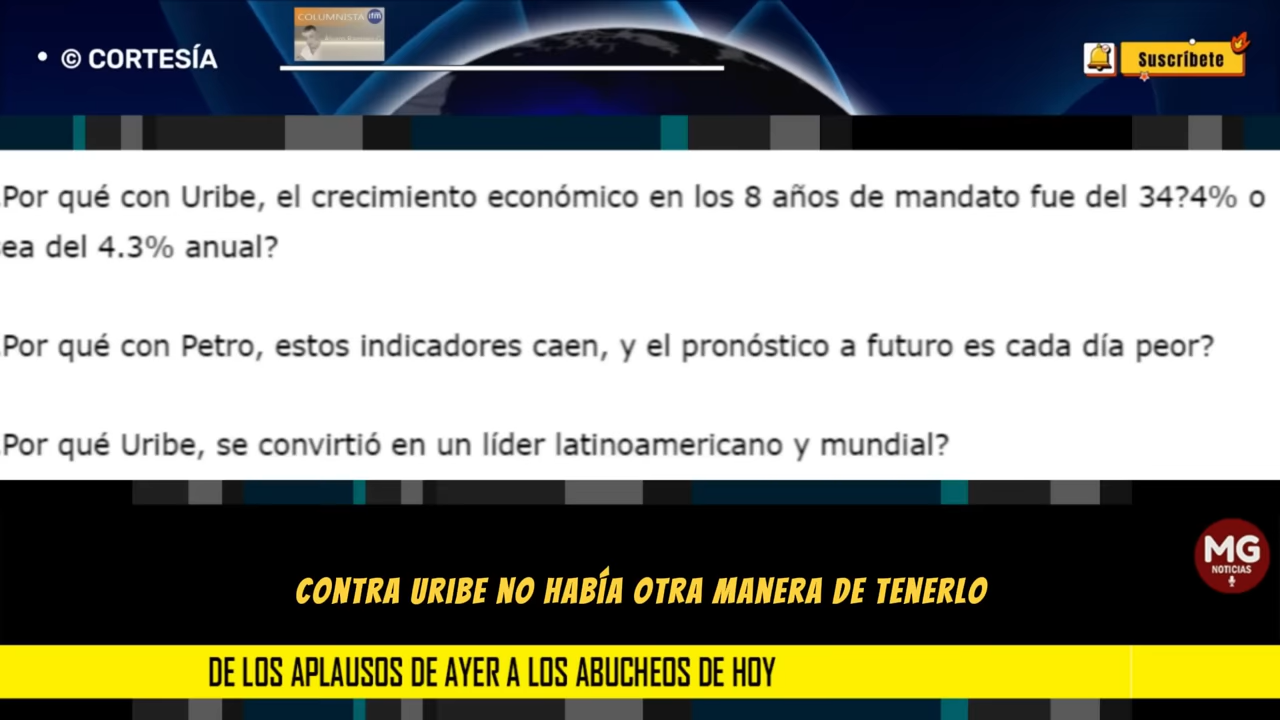 COLUMNISTA ifm
• © CORTESÍA
Suscríbete
Por qué con Uribe, el crecimiento económico en los 8 años de mandato fue del 34?4% o
ea del 4.3% anual?
Por qué con Petro, estos indicadores caen, y el pronóstico a futuro es cada día peor?
Por qué Uribe, se convirtió en un líder latinoamericano y mundial?
MG
NOTICIAS
CONTRA URIBE NO HABÍA OTRA MANERA DE TENERLO
DE LOS APLAUSOS DE AYER A LOS ABUCHEOS DE HOY